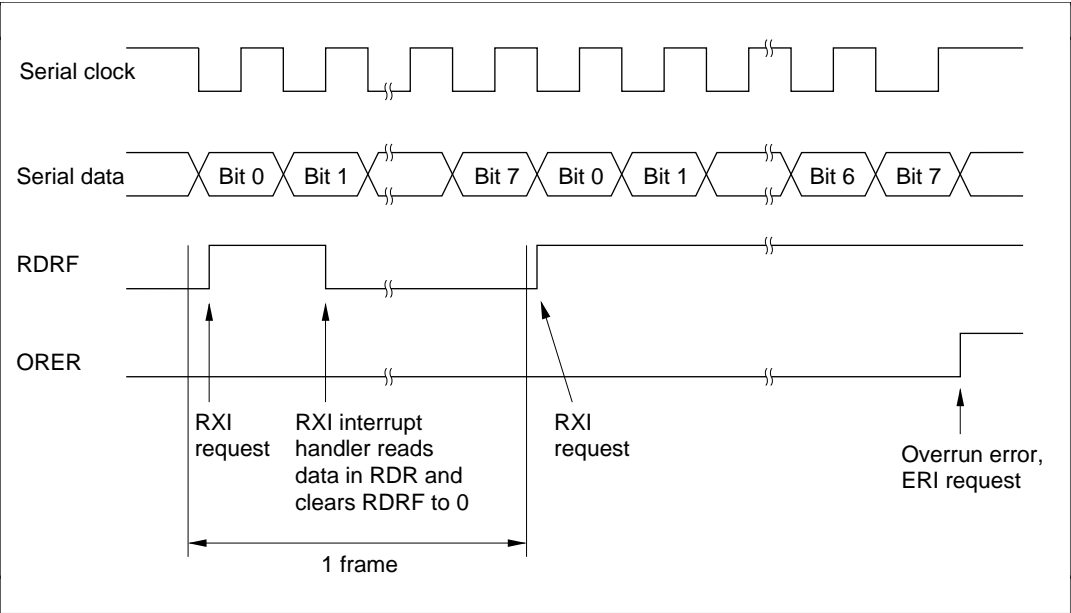 Serial clock
Serial data
Bit 0
Bit 1
Bit 7
Bit 0
Bit 1
Bit 6
Bit 7
RDRF
ORER
RXI
request
RXI interrupt
handler reads
data in RDR and
clears RDRF to 0
RXI
request
Overrun error,
ERI request
1 frame